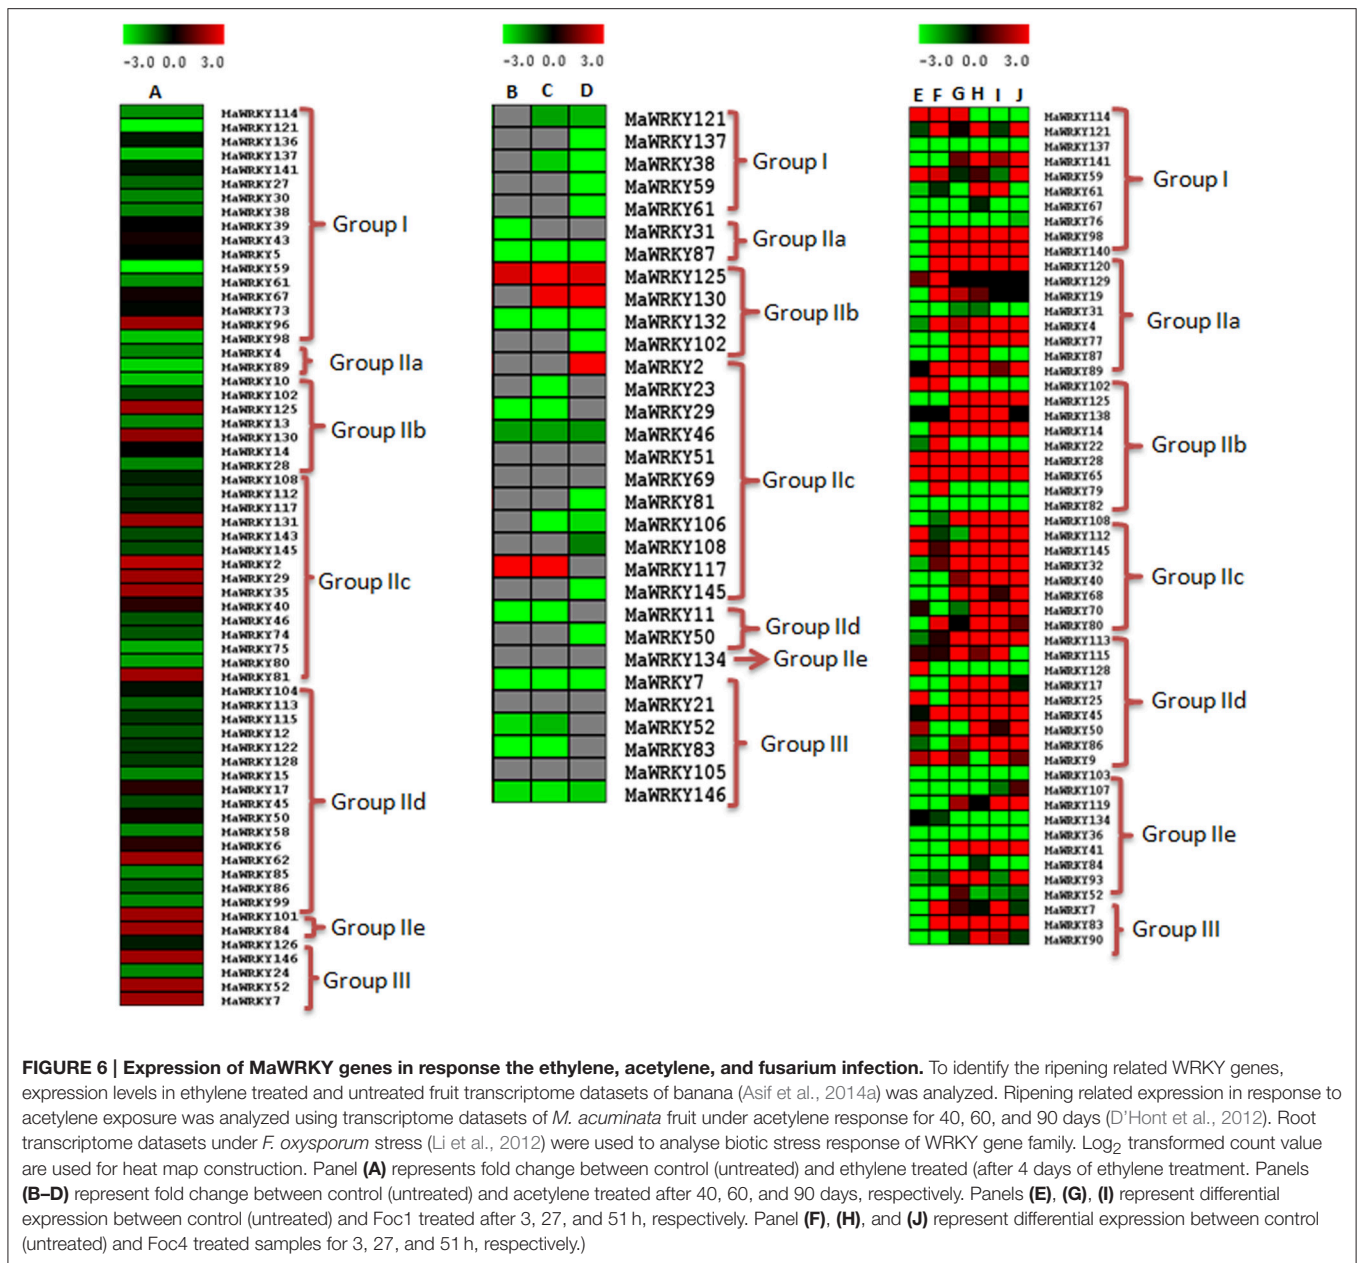 -3.0 0.0 3.0
A
MaWRKY114
MaWRKY121
MaWRKY136
MaWRKY137
MaWRKY141
MaWRKY27
MaWRKY30
MaWRKY38
MaWRKY39
MaWRKY43
MaWRKY5
MaWRKY59
MaWRKY61
MaWRKY67
MaWRKY73
MaWRKY96
MaWRKY98
MaWRKY4
MaWRKY89
MaWRKY10
MaWRKY102
MaWRKY125
MaWRKY13
MaWRKY130
MaWRKY14
MaWRKY28
MaWRKY108
MaWRKY112
MaWRKY117
MaWRKY131
MaWRKY143
MaWRKY145
MaWRKY2
MaWRKY29
MaWRKY35
MaWRKY40
MaWRKY46
MaWRKY74
MaWRKY75
MaWRKY80
MaWRKY81
MaWRKY104
MaWRKY113
MaWRKY115
MaWRKY12
MaWRKY122
MaWRKY128
MaWRKY15
MaWRKY17
MaWRKY45
MaWRKY50
MaWRKY58
MaWRKY6
MaWRKY62
MaWRKY85
MaWRKY86
MaWRKY99
MaWRKY101
MaWRKY84
MaWRKY126
MaWRKY146
MaWRKY24
MaWRKY52
MaWRKY7
Group I
Group IIa
Group IIb
Group IIc
Group IId
Group IIe
Group III
-3.0 0.0 3.0
B C D
MaWRKY121
MaWRKY137
MaWRKY38
MaWRKY59
MaWRKY61
MaWRKY31
MaWRKY87
MaWRKY125
MaWRKY130
MaWRKY132
MaWRKY102
MaWRKY2
MaWRKY23
MaWRKY29
MaWRKY46
MaWRKY51
MaWRKY69
MaWRKY81
MaWRKY106
MaWRKY108
MaWRKY117
MaWRKY145
MaWRKY11
MaWRKY50
MaWRKY134
MaWRKY7
MaWRKY21
MaWRKY52
MaWRKY83
MaWRKY105
MaWRKY146
Group I
Group IIa
Group IIb
Group IIc
Group IId
Group IIe
Group III
-3.0 0.0 3.0
E F G H I J
MaWRKY114
MaWRKY121
MaWRKY137
MaWRKY141
MaWRKY59
MaWRKY61
MaWRKY67
MaWRKY76
MaWRKY98
MaWRKY140
MaWRKY120
MaWRKY129
MaWRKY19
MaWRKY31
MaWRKY4
MaWRKY77
MaWRKY87
MaWRKY89
MaWRKY102
MaWRKY125
MaWRKY138
MaWRKY14
MaWRKY22
MaWRKY28
MaWRKY65
MaWRKY79
MaWRKY82
MaWRKY108
MaWRKY112
MaWRKY145
MaWRKY32
MaWRKY40
MaWRKY68
MaWRKY70
MaWRKY80
MaWRKY113
MaWRKY115
MaWRKY128
MaWRKY17
MaWRKY25
MaWRKY45
MaWRKY50
MaWRKY86
MaWRKY9
MaWRKY103
MaWRKY107
MaWRKY119
MaWRKY134
MaWRKY36
MaWRKY41
MaWRKY84
MaWRKY93
MaWRKY52
MaWRKY7
MaWRKY83
MaWRKY90
Group I
Group IIa
Group IIb
Group IIc
Group IId
Group IIe
Group III
FIGURE 6 | Expression of MaWRKY genes in response the ethylene, acetylene, and fusarium infection. To identify the ripening related WRKY genes,
expression levels in ethylene treated and untreated fruit transcriptome datasets of banana (Asif et al., 2014a) was analyzed. Ripening related expression in response to
acetylene exposure was analyzed using transcriptome datasets of M. acuminata fruit under acetylene response for 40, 60, and 90 days (D'Hont et al., 2012). Root
transcriptome datasets under F. oxysporum stress (Li et al., 2012) were used to analyse biotic stress response of WRKY gene family. Log2 transformed count value
are used for heat map construction. Panel (A) represents fold change between control (untreated) and ethylene treated (after 4 days of ethylene treatment. Panels
(B–D) represent fold change between control (untreated) and acetylene treated after 40, 60, and 90 days, respectively. Panels (E), (G), (I) represent differential
expression between control (untreated) and Foc1 treated after 3, 27, and 51 h, respectively. Panel (F), (H), and (J) represent differential expression between control
(untreated) and Foc4 treated samples for 3, 27, and 51 h, respectively.)